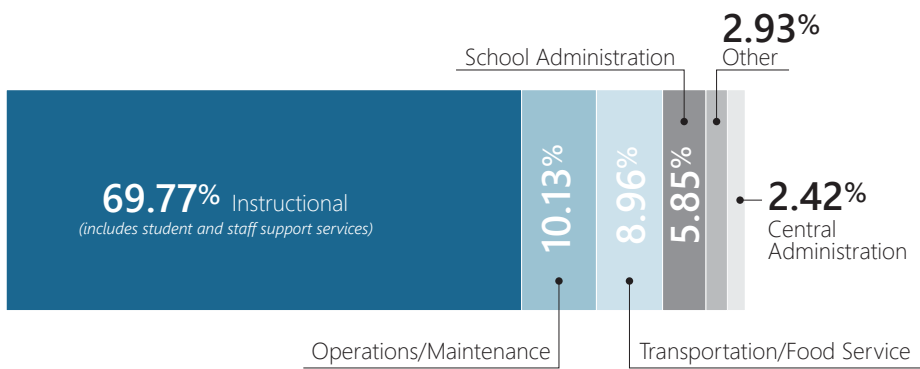 2.93%
School Administration
Other
69.77% Instructional
(includes student and staff support services)
10.13%
8.96%
5.85%
2.42%
Central
Administration
Operations/Maintenance
Transportation/Food Service